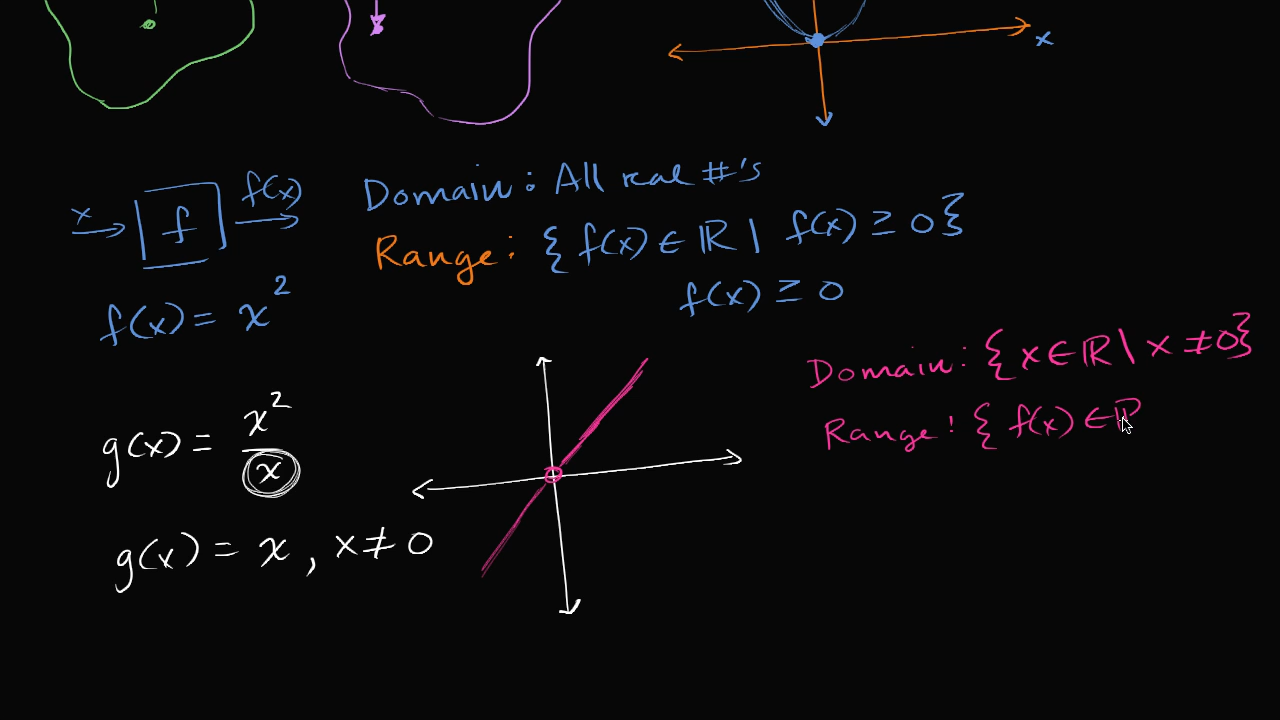 x
x f f(x)
Domain: All real #'s
Range: { f(x) ∈ ℝ | f(x) ≥ 0 }
f(x) ≥ 0
f(x) = x²
Domain: { x ∈ ℝ | x ≠ 0 }
Range: { f(x) ∈ ℝ
g(x) = x²/x
g(x) = x , x ≠ 0